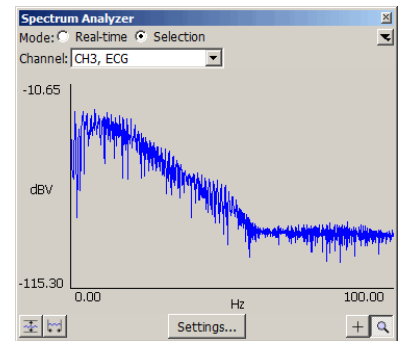 Spectrum Analyzer
Mode: Real-time Selection
Channel: CH3, ECG
-10.65
dBV
-115.30
0.00 Hz 100.00
Settings...